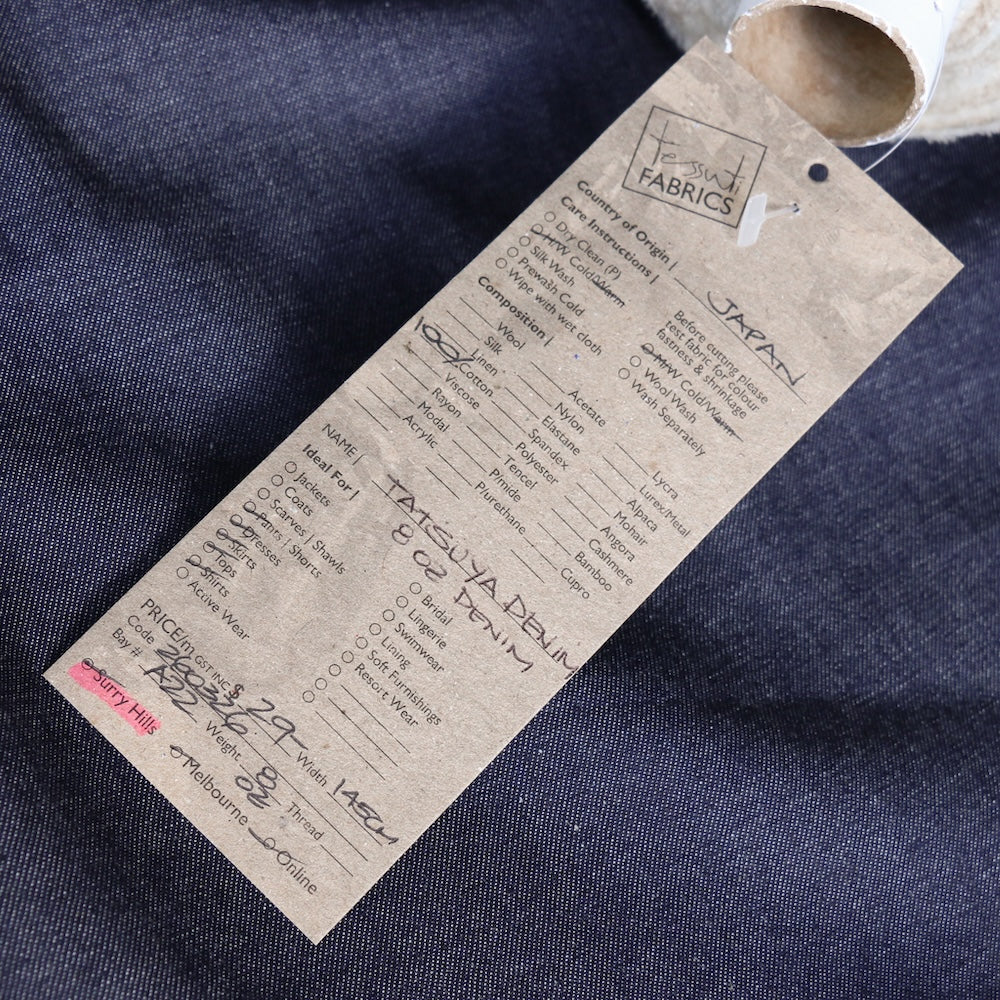 tessuti
FABRICS
Country of Origin | JAPAN
Care Instructions |
Dry Clean (P)
M/W Cold/Warm
Silk Wash
Prewash Cold
Wipe with wet cloth
Before cutting please
test fabric for colour
fastness & shrinkage
H/W Cold/Warm
Wool Wash
Wash Separately
Composition |
Wool
Silk
Linen
100% Cotton
Viscose
Rayon
Modal
Acrylic
Acetate
Nylon
Elastane
Spandex
Polyester
Tencel
P/mide
Plurethane
Lycra
Lurex/Metal
Alpaca
Mohair
Angora
Cashmere
Bamboo
Cupro
NAME | TATSUYA DENIM
8 OZ DENIM
Ideal For |
Jackets
Coats
Scarves | Shawls
Pants | Shorts
Dresses
Skirts
Tops
Shirts
Active Wear
Bridal
Lingerie
Swimwear
Lining
Soft Furnishings
Resort Wear
PRICE/m GST INC $ 29- Width 145cm
Code 2600326 Weight 8 OZ Thread
Bay # A22
Surry Hills Melbourne Online